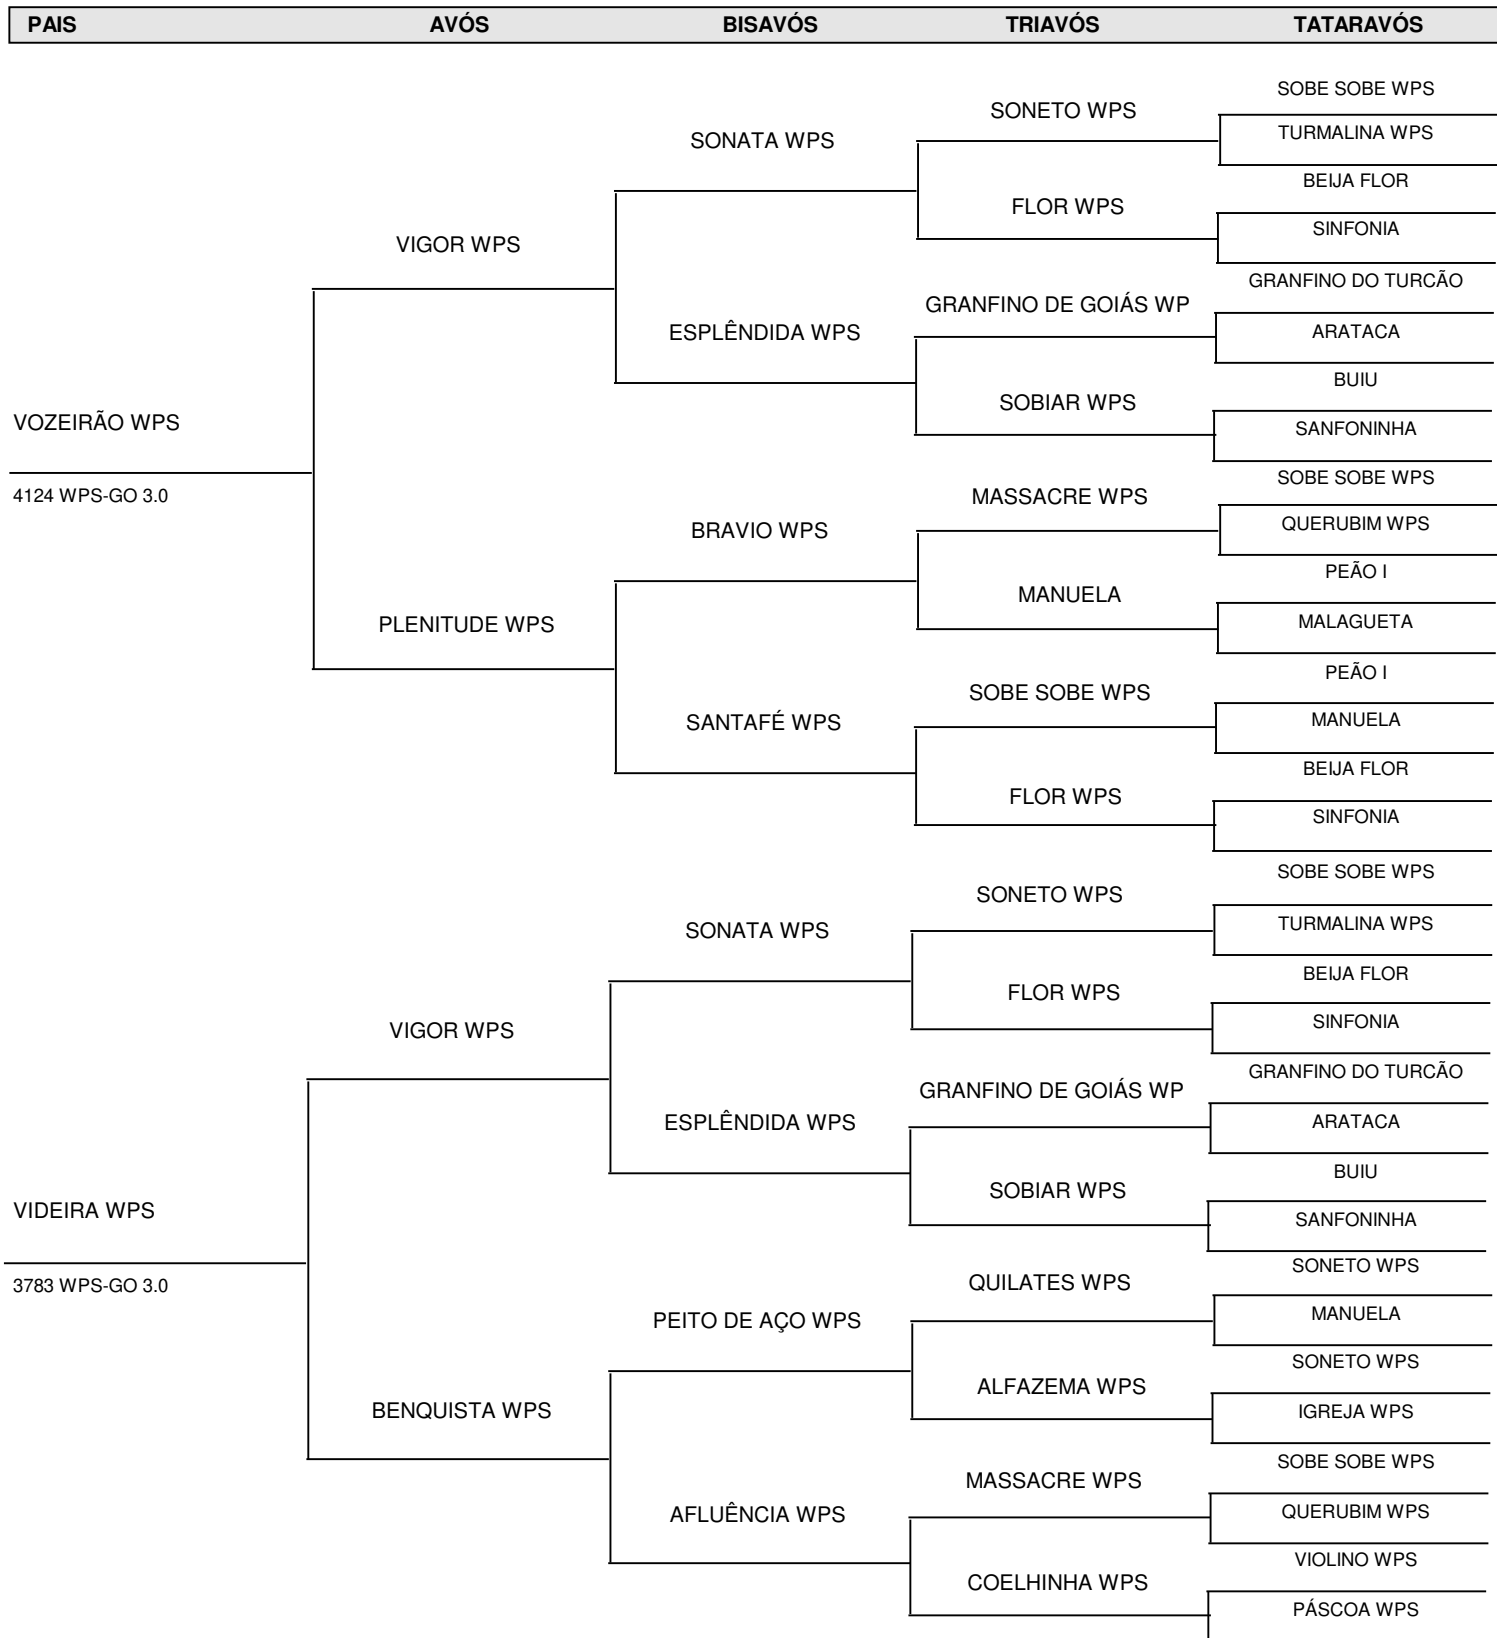 PAIS AVÓS BISAVÓS TRIAVÓS TATARAVÓS
SOBE SOBE WPS
SONETO WPS
TURMALINA WPS
SONATA WPS
BEIJA FLOR
FLOR WPS
SINFONIA
VIGOR WPS
GRANFINO DO TURCÃO
GRANFINO DE GOIÁS WP
ARATACA
ESPLÊNDIDA WPS
BUIU
SOBIAR WPS
SANFONINHA
VOZEIRÃO WPS
4124 WPS-GO 3.0
SOBE SOBE WPS
MASSACRE WPS
QUERUBIM WPS
BRAVIO WPS
PEÃO I
MANUELA
MALAGUETA
PLENITUDE WPS
PEÃO I
SOBE SOBE WPS
MANUELA
SANTAFÉ WPS
BEIJA FLOR
FLOR WPS
SINFONIA
SOBE SOBE WPS
SONETO WPS
TURMALINA WPS
SONATA WPS
BEIJA FLOR
FLOR WPS
SINFONIA
VIGOR WPS
GRANFINO DO TURCÃO
GRANFINO DE GOIÁS WP
ARATACA
ESPLÊNDIDA WPS
BUIU
SOBIAR WPS
SANFONINHA
VIDEIRA WPS
3783 WPS-GO 3.0
SONETO WPS
QUILATES WPS
MANUELA
PEITO DE AÇO WPS
SONETO WPS
ALFAZEMA WPS
IGREJA WPS
BENQUISTA WPS
SOBE SOBE WPS
MASSACRE WPS
QUERUBIM WPS
AFLUÊNCIA WPS
VIOLINO WPS
COELHINHA WPS
PÁSCOA WPS